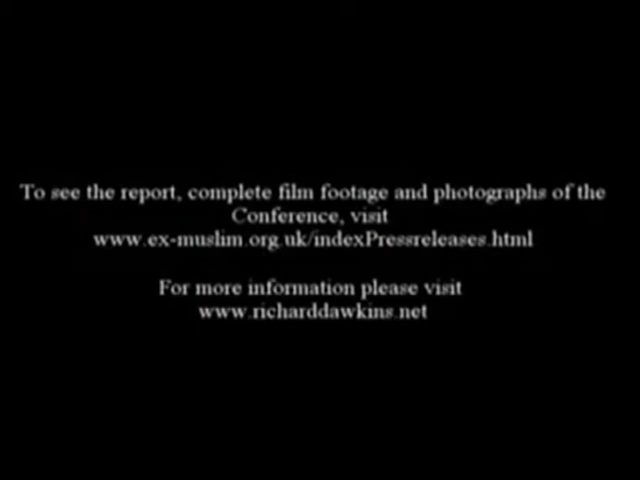 To see the report, complete film footage and photographs of the
Conference, visit
www.ex-muslim.org.uk/indexPressreleases.html
For more information please visit
www.richarddawkins.net